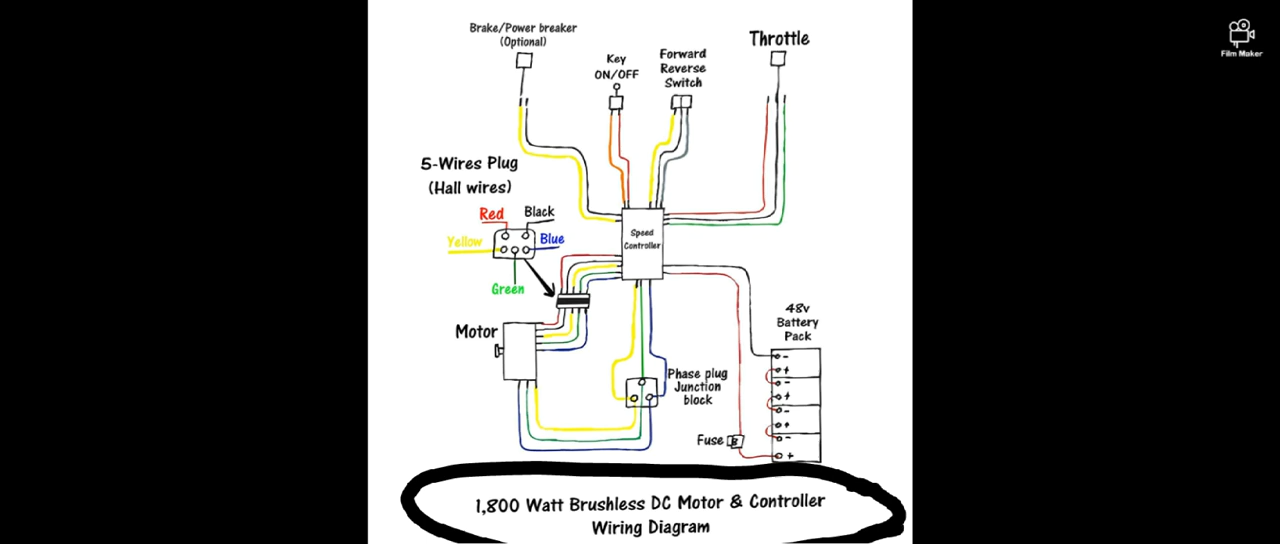 Brake/Power breaker
(Optional)
Key
ON/OFF
Forward
Reverse
Switch
Throttle
Film Maker
5-Wires Plug
(Hall wires)
Red
Black
Yellow
Blue
Green
Speed
Controller
Motor
48v
Battery
Pack
-
+
-
+
-
+
-
+
Phase plug
Junction
block
Fuse
1,800 Watt Brushless DC Motor & Controller
Wiring Diagram